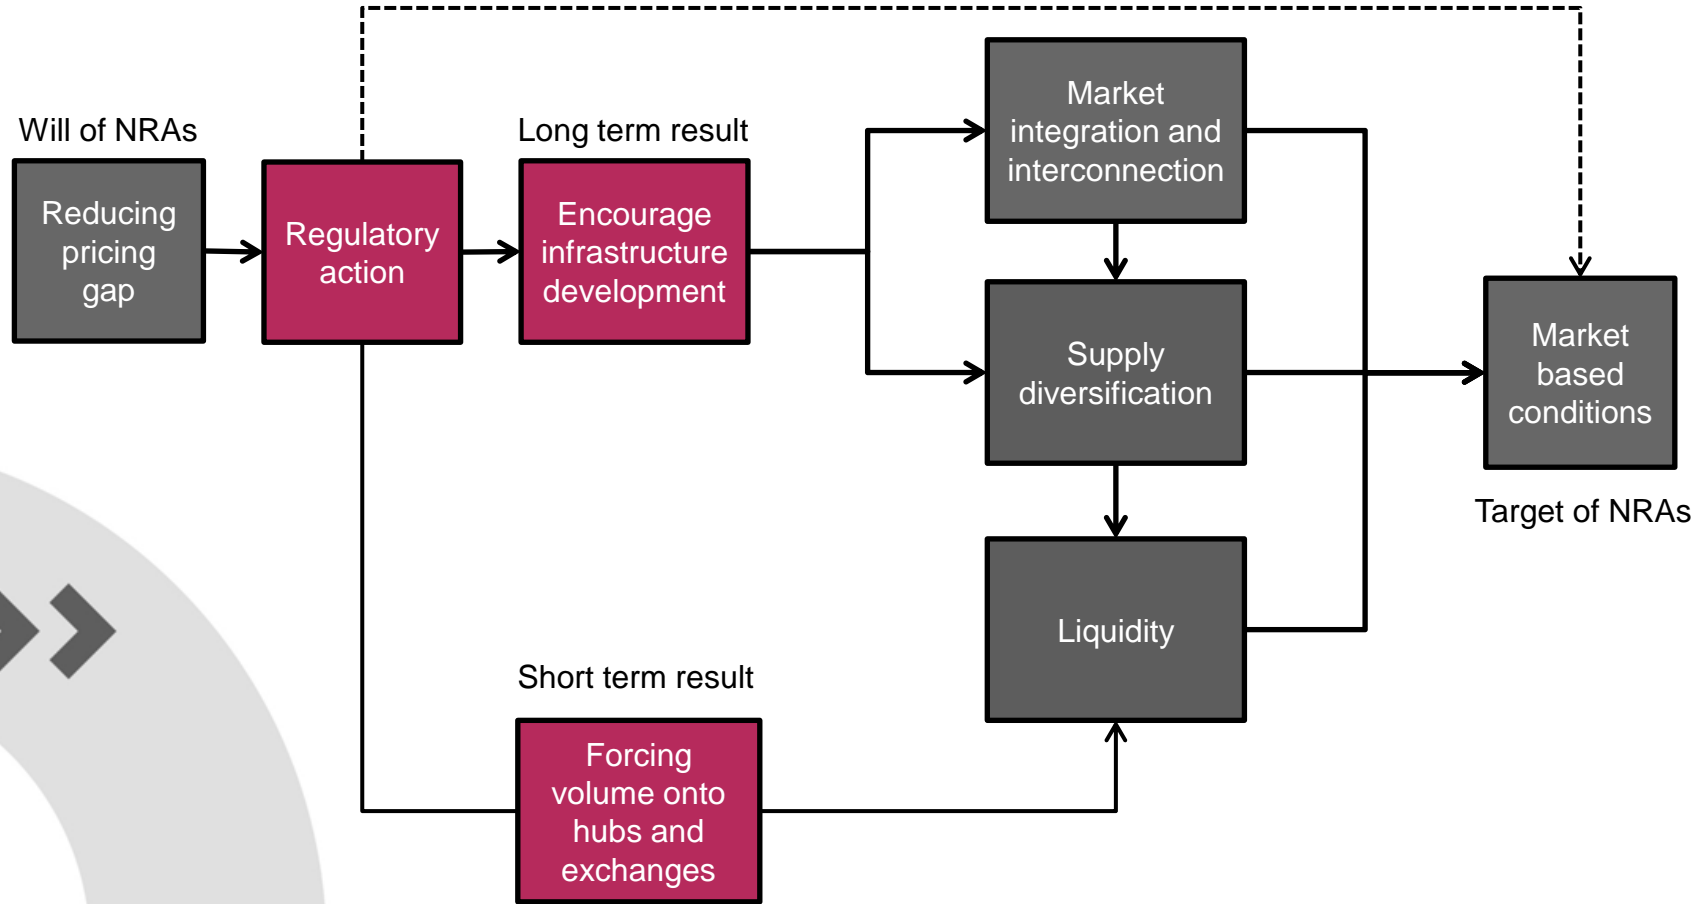 Will of NRAs
Reducing
pricing
gap
Regulatory
action
Long term result
Encourage
infrastructure
development
Market
integration and
interconnection
Supply
diversification
Liquidity
Short term result
Forcing
volume onto
hubs and
exchanges
Market
based
conditions
Target of NRAs